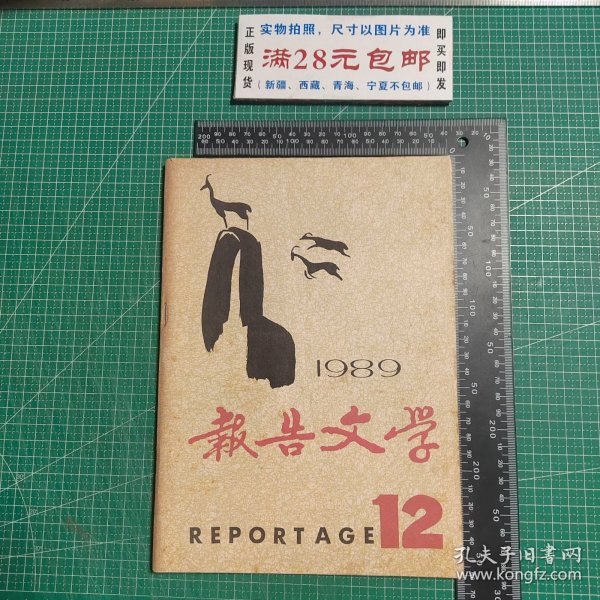 正版现货
实物拍照，尺寸以图片为准
满28元包邮
（新疆、西藏、青海、宁夏不包邮）
即买即发
1989
報告文学
REPORTAGE 12
孔夫子旧书网
www.kongfz.com